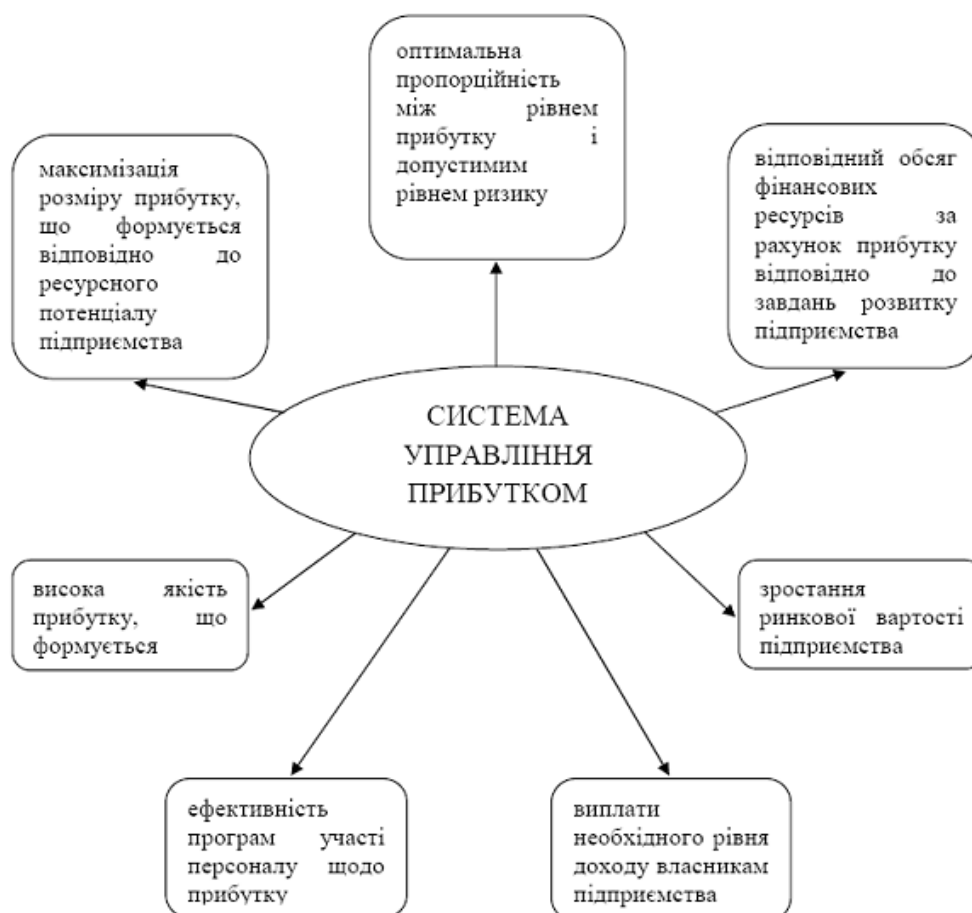 оптимальна
пропорційність
між рівнем
прибутку і
допустимим
рівнем ризику
максимізація
розміру прибутку,
що формується
відповідно до
ресурсного
потенціалу
підприємства
відповідний обсяг
фінансових
ресурсів за
рахунок прибутку
відповідно до
завдань розвитку
підприємства
СИСТЕМА
УПРАВЛІННЯ
ПРИБУТКОМ
висока якість
прибутку, що
формується
зростання
ринкової вартості
підприємства
ефективність
програм участі
персоналу щодо
прибутку
виплати
необхідного рівня
доходу власникам
підприємства